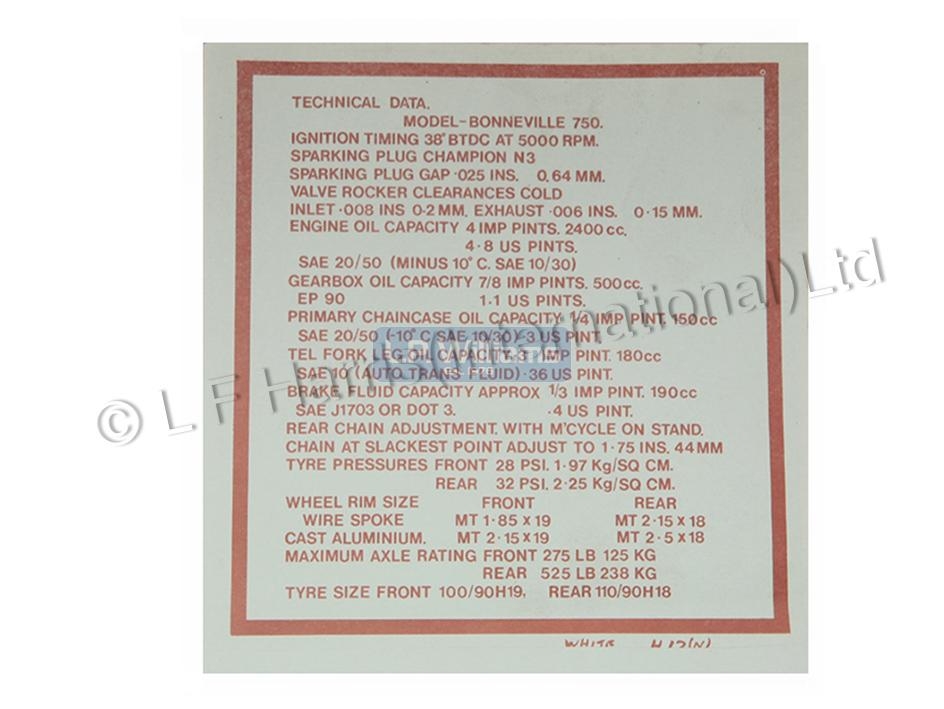 TECHNICAL DATA.
MODEL-BONNEVILLE 750.
IGNITION TIMING 38° BTDC AT 5000 RPM.
SPARKING PLUG CHAMPION N3
SPARKING PLUG GAP ·025 INS. 0.64 MM.
VALVE ROCKER CLEARANCES COLD
INLET ·008 INS 0·2 MM. EXHAUST ·006 INS. 0·15 MM.
ENGINE OIL CAPACITY 4 IMP PINTS. 2400 cc.
4·8 US PINTS.
SAE 20/50 (MINUS 10° C. SAE 10/30)
GEARBOX OIL CAPACITY 7/8 IMP PINTS. 500cc.
EP 90 1·1 US PINTS.
PRIMARY CHAINCASE OIL CAPACITY 1/4 IMP PINT 150cc
SAE 20/50 (-10° C SAE 10/30)·3 US PINT
TEL FORK LEG OIL CAPACITY ·31 IMP PINT. 180cc
SAE 10 (AUTO TRANS FLUID)·36 US PINT.
BRAKE FLUID CAPACITY APPROX 1/3 IMP PINT. 190cc
SAE J1703 OR DOT 3. ·4 US PINT.
REAR CHAIN ADJUSTMENT. WITH M'CYCLE ON STAND.
CHAIN AT SLACKEST POINT ADJUST TO 1·75 INS. 44MM
TYRE PRESSURES FRONT 28 PSI. 1·97 Kg/SQ CM.
REAR 32 PSI. 2·25 Kg/SQ CM.
WHEEL RIM SIZE FRONT REAR
WIRE SPOKE MT 1·85 x 19 MT 2·15 x 18
CAST ALUMINIUM. MT 2·15 x 19 MT 2·5 x 18
MAXIMUM AXLE RATING FRONT 275 LB 125 KG
REAR 525 LB 238 KG
TYRE SIZE FRONT 100/90H19, REAR 110/90H18
WHITE
© L F Harris (International) Ltd